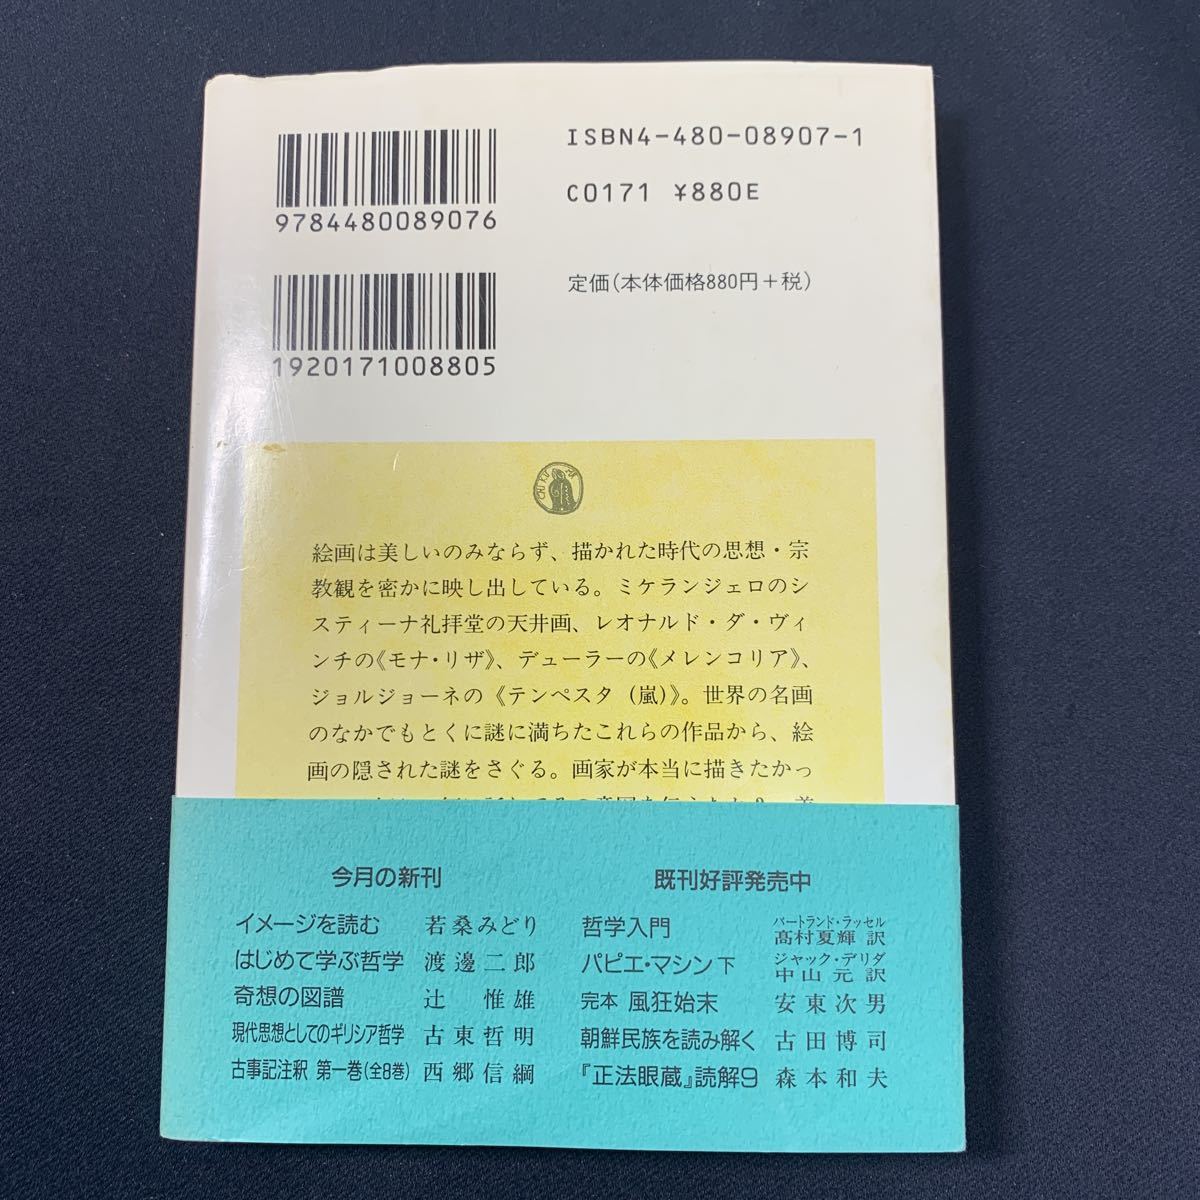 ISBN4-480-08907-1
C0171 ¥880E
9784480089076
定価(本体価格880円+税)
1920171008805
CHIKUMA
絵画は美しいのみならず、描かれた時代の思想・宗
教観を密かに映し出している。ミケランジェロのシ
スティーナ礼拝堂の天井画、レオナルド・ダ・ヴィ
ンチの《モナ・リザ》、デューラーの《メレンコリア》、
ジョルジョーネの《テンペスタ(嵐)》。世界の名画
のなかでもとくに謎に満ちたこれらの作品から、絵
画の隠された謎をさぐる。画家が本当に描きたかっ
今月の新刊
イメージを読む 若桑みどり
はじめて学ぶ哲学 渡邊二郎
奇想の図譜 辻惟雄
現代思想としてのギリシア哲学 古東哲明
古事記注釈 第一巻(全8巻) 西郷信綱
既刊好評発売中
哲学入門 バートランド・ラッセル
髙村夏輝 訳
パピエ・マシン 下 ジャック・デリダ
中山元 訳
完本 風狂始末 安東次男
朝鮮民族を読み解く 古田博司
『正法眼蔵』読解9 森本和夫